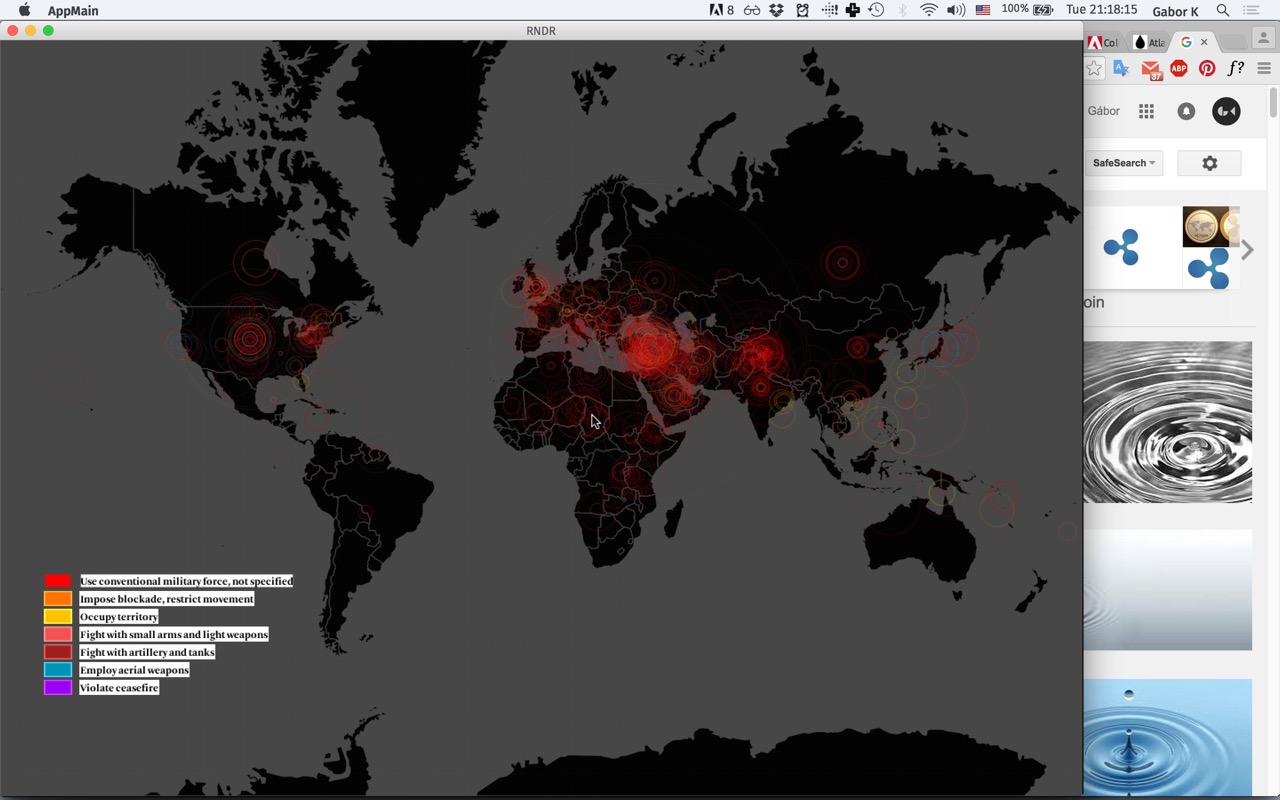 AppMain
8
100%
Tue 21:18:15
Gabor K
RNDR
Col
Atla
G
37
ABP
f?
Gábor
SafeSearch
oin
Use conventional military force, not specified
Impose blockade, restrict movement
Occupy territory
Fight with small arms and light weapons
Fight with artillery and tanks
Employ aerial weapons
Violate ceasefire